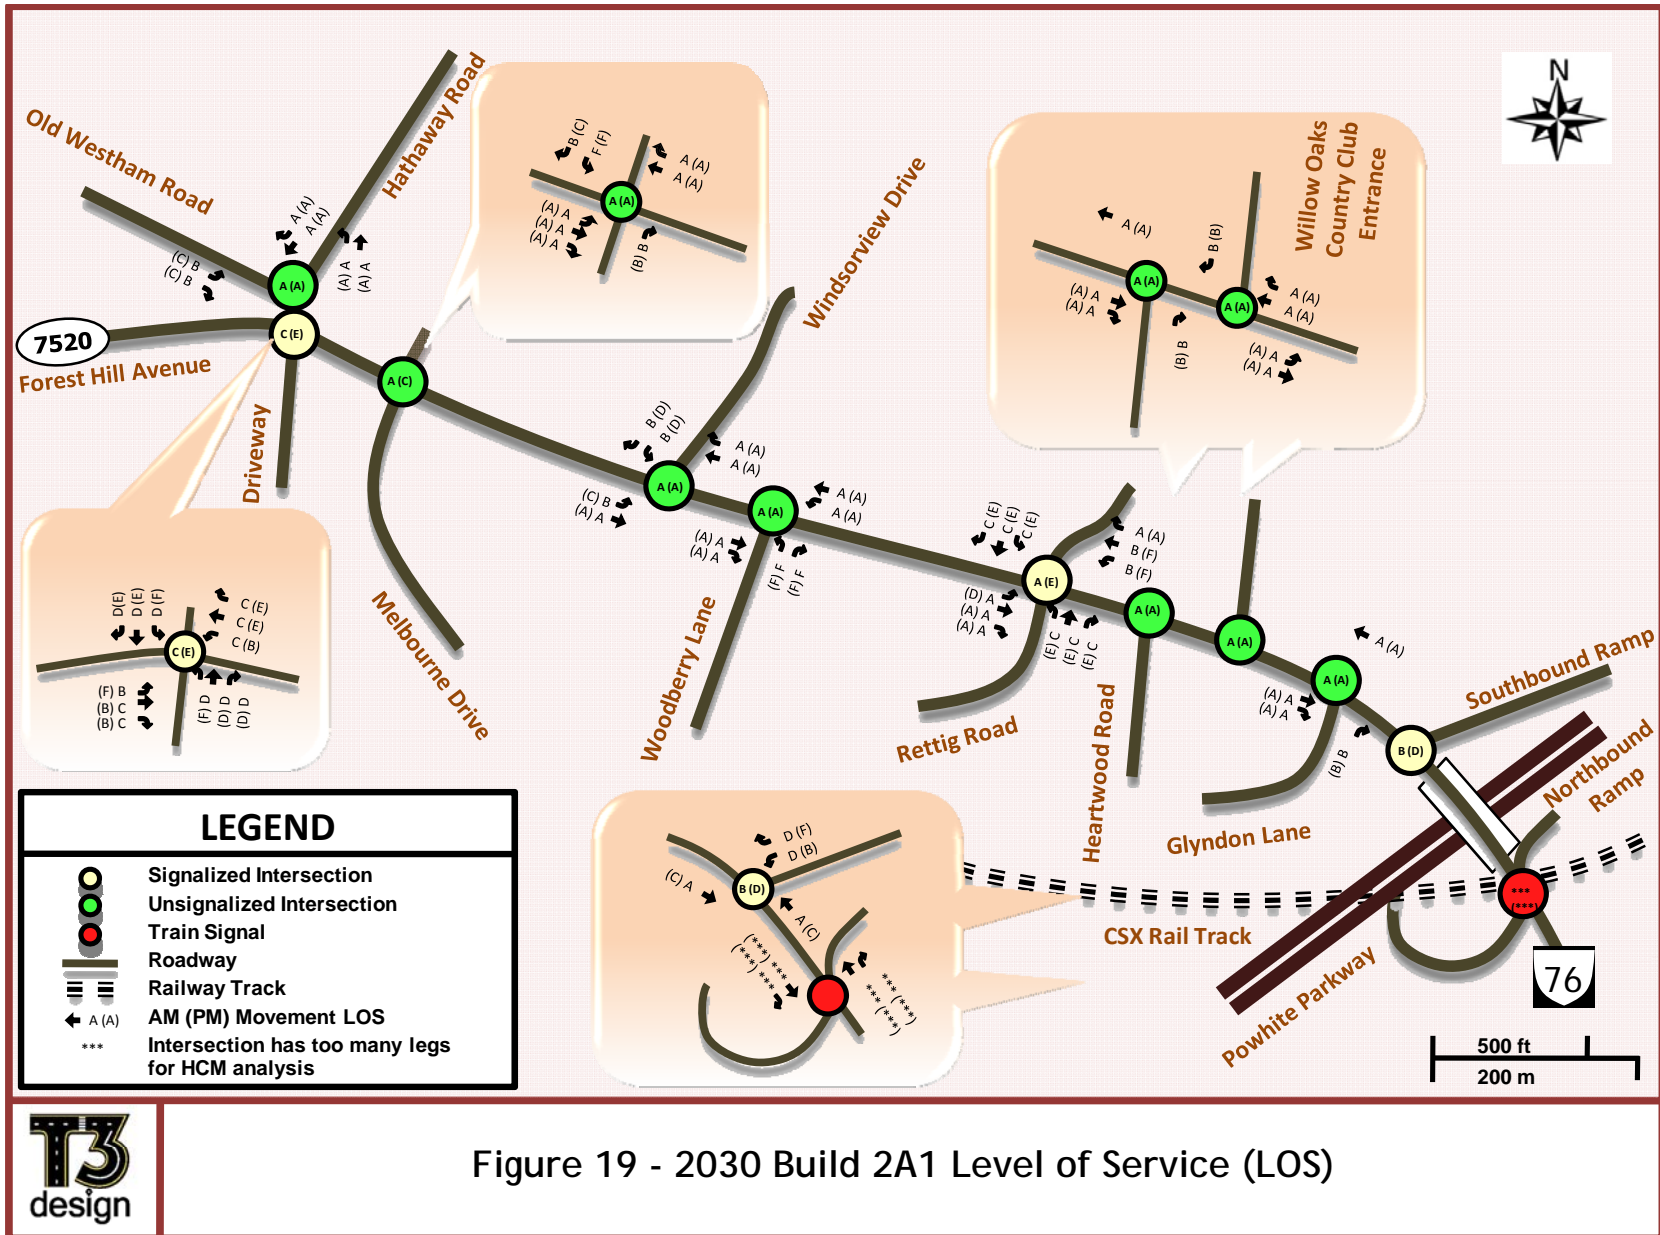 Old Westham Road
Hathaway Road
A (A)
A (A)
(C) B
(C) B
(A) A
(A) A
A (A)
C (E)
7520
Forest Hill Avenue
Driveway
A (C)
B (C)
F (F)
A (A)
A (A)
A (A)
(A) A
(A) A
(A) A
(B) B
Windsorview Drive
B (D)
B (D)
A (A)
A (A)
A (A)
(C) B
(A) A
A (A)
A (A)
A (A)
(A) A
(A) A
(F) F
(F) F
Willow Oaks
Country Club
Entrance
N
A (A)
B (B)
A (A)
A (A)
A (A)
A (A)
(A) A
(A) A
(B) B
(A) A
(A) A
C (E)
C (E)
C (E)
A (A)
B (F)
B (F)
A (E)
(D) A
(A) A
(A) A
(E) C
(E) C
(E) C
A (A)
A (A)
A (A)
A (A)
(A) A
(A) A
(B) B
B (D)
Southbound Ramp
Northbound
Ramp
D(E)
D (E)
D (F)
C (E)
C (E)
C (B)
C (E)
(F) B
(B) C
(B) C
(F) D
(D) D
(D) D
Melbourne Drive
Woodberry Lane
Rettig Road
Heartwood Road
Glyndon Lane
D (F)
D (B)
(C) A
B (D)
A (C)
(***) ***
(***) ***
*** (***)
*** (***)
CSX Rail Track
Powhite Parkway
***
(***)
76
500 ft
200 m
LEGEND
Signalized Intersection
Unsignalized Intersection
Train Signal
Roadway
Railway Track
A (A) AM (PM) Movement LOS
*** Intersection has too many legs
for HCM analysis
T3
design
Figure 19 - 2030 Build 2A1 Level of Service (LOS)